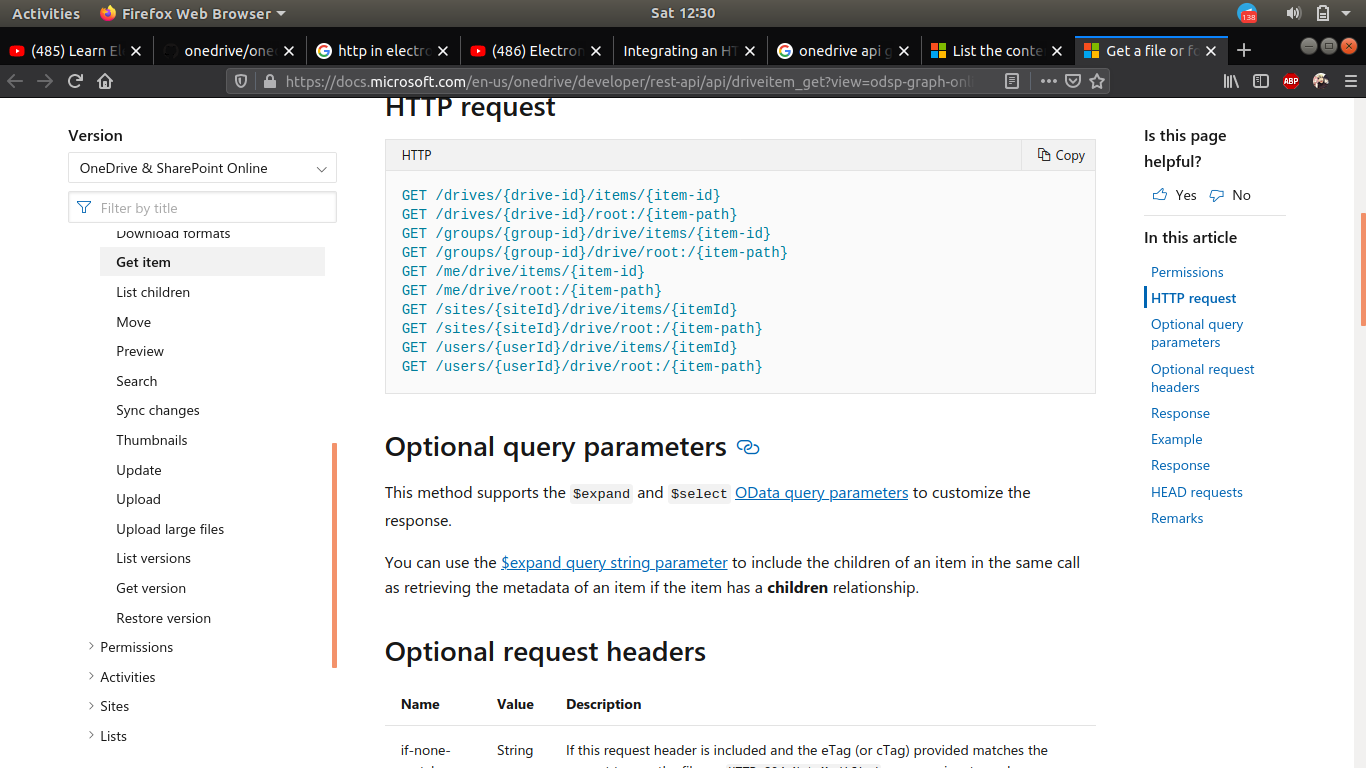 Activities Firefox Web Browser Sat 12:30 138
(485) Learn El onedrive/one http in electro (486) Electron Integrating an HT onedrive api g List the conte Get a file or fo
https://docs.microsoft.com/en-us/onedrive/developer/rest-api/api/driveitem_get?view=odsp-graph-onl ABP
Version
OneDrive & SharePoint Online
Filter by title
Download formats
Get item
List children
Move
Preview
Search
Sync changes
Thumbnails
Update
Upload
Upload large files
List versions
Get version
Restore version
Permissions
Activities
Sites
Lists
HTTP request
HTTP Copy
GET /drives/{drive-id}/items/{item-id}
GET /drives/{drive-id}/root:/{item-path}
GET /groups/{group-id}/drive/items/{item-id}
GET /groups/{group-id}/drive/root:/{item-path}
GET /me/drive/items/{item-id}
GET /me/drive/root:/{item-path}
GET /sites/{siteId}/drive/items/{itemId}
GET /sites/{siteId}/drive/root:/{item-path}
GET /users/{userId}/drive/items/{itemId}
GET /users/{userId}/drive/root:/{item-path}
Optional query parameters
This method supports the $expand and $select OData query parameters to customize the
response.
You can use the $expand query string parameter to include the children of an item in the same call
as retrieving the metadata of an item if the item has a children relationship.
Optional request headers
Name Value Description
if-none- String If this request header is included and the eTag (or cTag) provided matches the
Is this page
helpful?
Yes No
In this article
Permissions
HTTP request
Optional query
parameters
Optional request
headers
Response
Example
Response
HEAD requests
Remarks